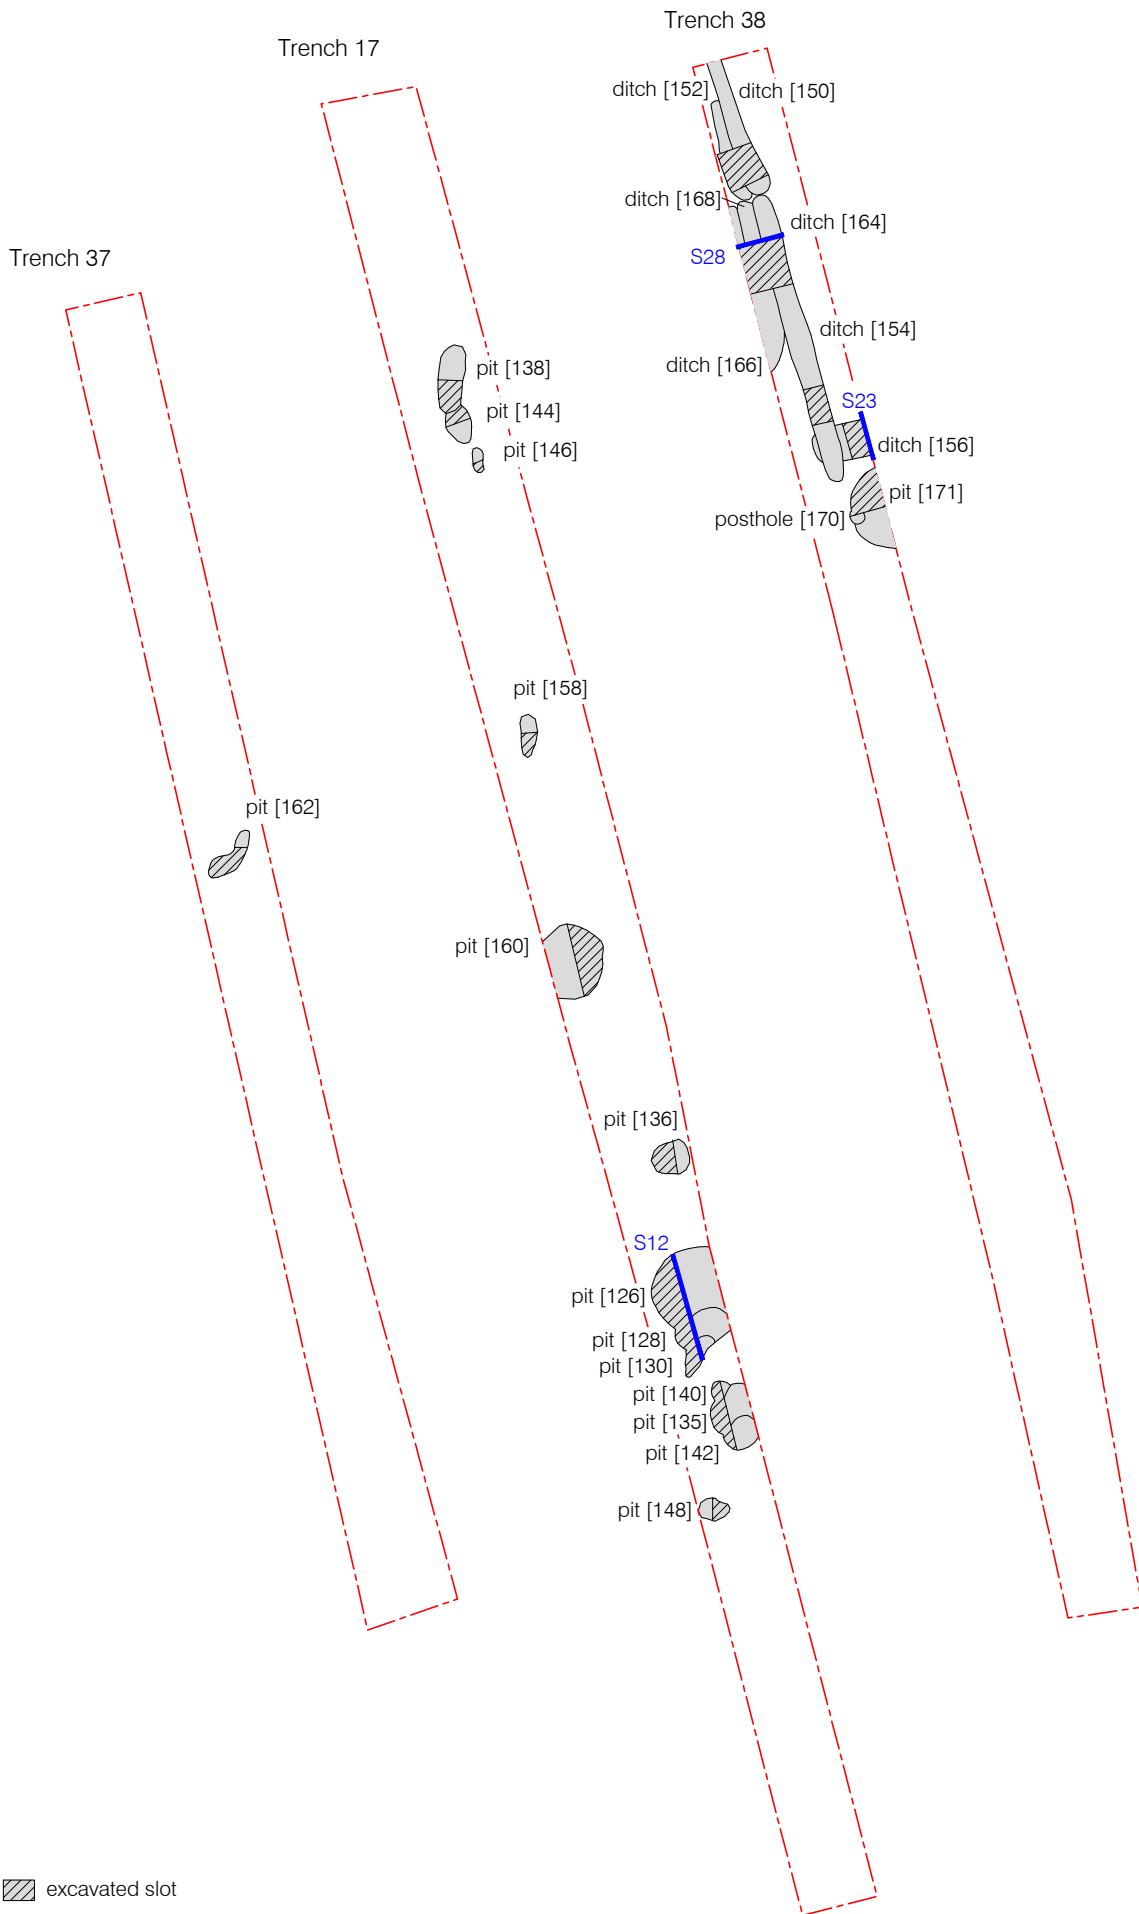 Trench 38
Trench 17
ditch [152]
ditch [150]
ditch [168]
ditch [164]
S28
Trench 37
ditch [154]
ditch [166]
pit [138]
S23
pit [144]
ditch [156]
pit [146]
pit [171]
posthole [170]
pit [158]
pit [162]
pit [160]
pit [136]
S12
pit [126]
pit [128]
pit [130]
pit [140]
pit [135]
pit [142]
pit [148]
excavated slot